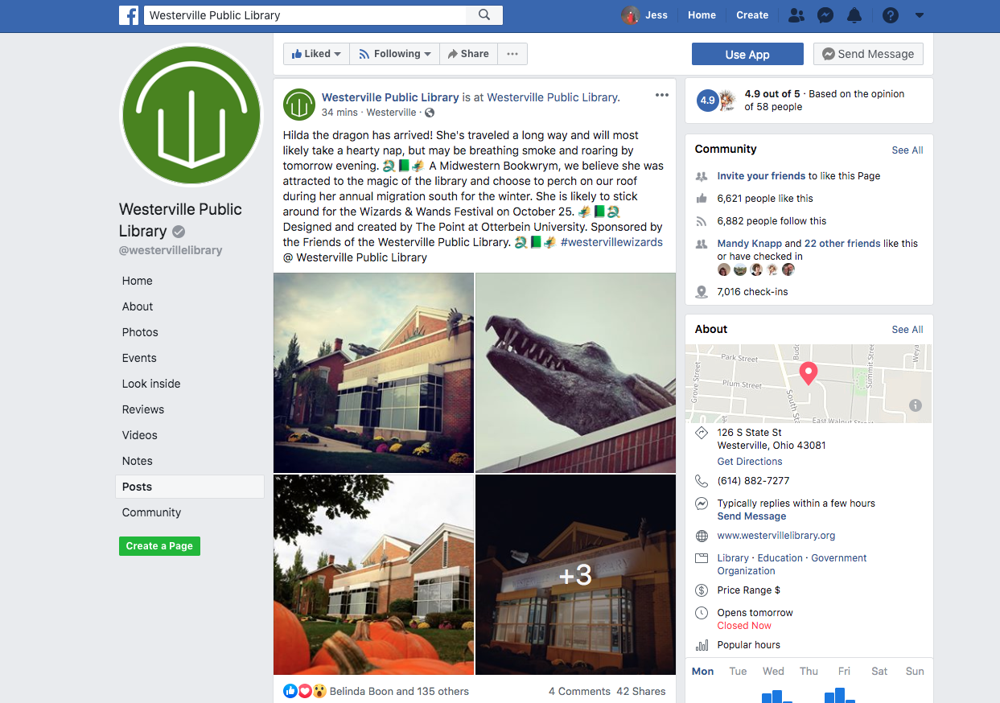 Westerville Public Library
Jess
Home
Create
Liked
Following
Share
Use App
Send Message
Westerville Public
Library
@westervillelibrary
Home
About
Photos
Events
Look inside
Reviews
Videos
Notes
Posts
Community
Create a Page
Westerville Public Library is at Westerville Public Library.
34 mins · Westerville ·
Hilda the dragon has arrived! She's traveled a long way and will most
likely take a hearty nap, but may be breathing smoke and roaring by
tomorrow evening. 🐉📗 A Midwestern Bookwrym, we believe she was
attracted to the magic of the library and choose to perch on our roof
during her annual migration south for the winter. She is likely to stick
around for the Wizards & Wands Festival on October 25. 📗🐉
Designed and created by The Point at Otterbein University. Sponsored by
the Friends of the Westerville Public Library. 🐉📗 #westervillewizards
@ Westerville Public Library
+3
Belinda Boon and 135 others
4 Comments 42 Shares
4.9
4.9 out of 5 · Based on the opinion
of 58 people
Community
See All
Invite your friends to like this Page
6,621 people like this
6,882 people follow this
Mandy Knapp and 22 other friends like this
or have checked in
7,016 check-ins
About
See All
Park Street
Plum Street
Grove Street
South Sta
Budd
Summit Stree
Weya
East Walnut Street
126 S State St
Westerville, Ohio 43081
Get Directions
(614) 882-7277
Typically replies within a few hours
Send Message
www.westervillelibrary.org
Library · Education · Government
Organization
Price Range $
Opens tomorrow
Closed Now
Popular hours
Mon Tue Wed Thu Fri Sat Sun